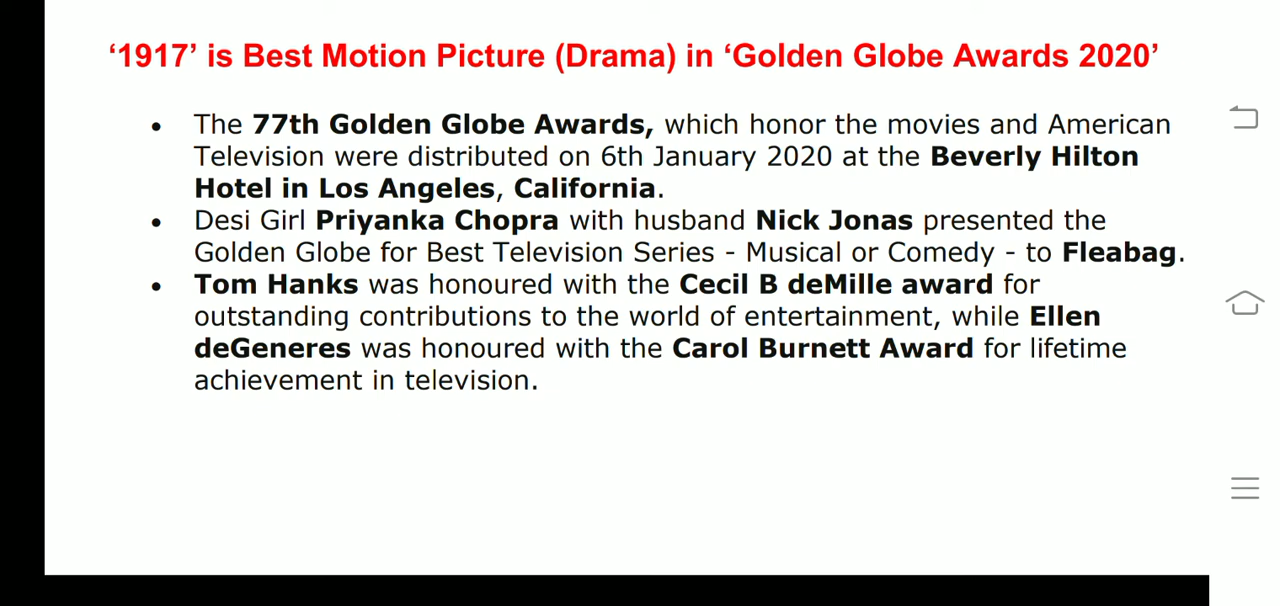 ‘1917’ is Best Motion Picture (Drama) in ‘Golden Globe Awards 2020’
• The 77th Golden Globe Awards, which honor the movies and American
Television were distributed on 6th January 2020 at the Beverly Hilton
Hotel in Los Angeles, California.
• Desi Girl Priyanka Chopra with husband Nick Jonas presented the
Golden Globe for Best Television Series - Musical or Comedy - to Fleabag.
• Tom Hanks was honoured with the Cecil B deMille award for
outstanding contributions to the world of entertainment, while Ellen
deGeneres was honoured with the Carol Burnett Award for lifetime
achievement in television.